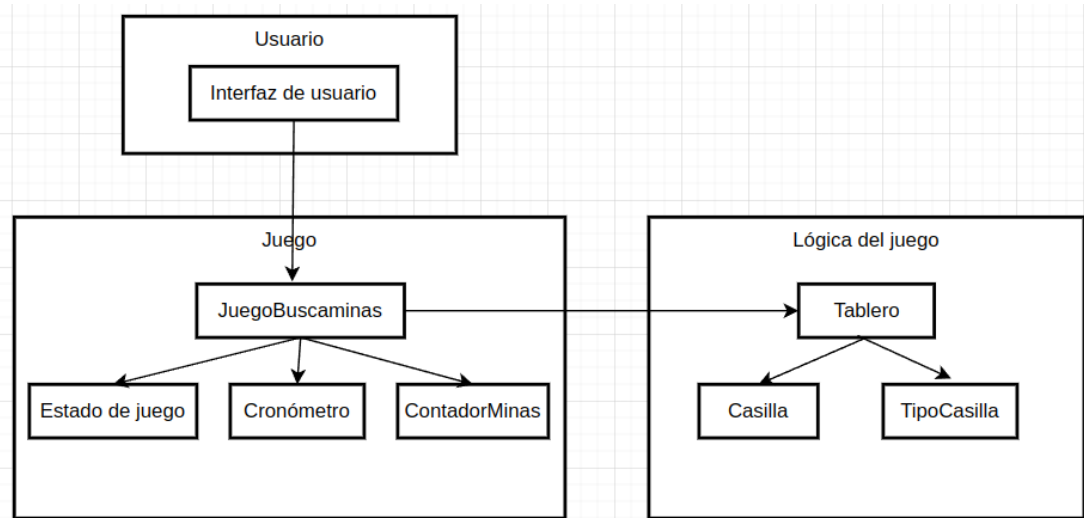 Usuario
Interfaz de usuario
Juego
JuegoBuscaminas
Estado de juego
Cronómetro
ContadorMinas
Lógica del juego
Tablero
Casilla
TipoCasilla